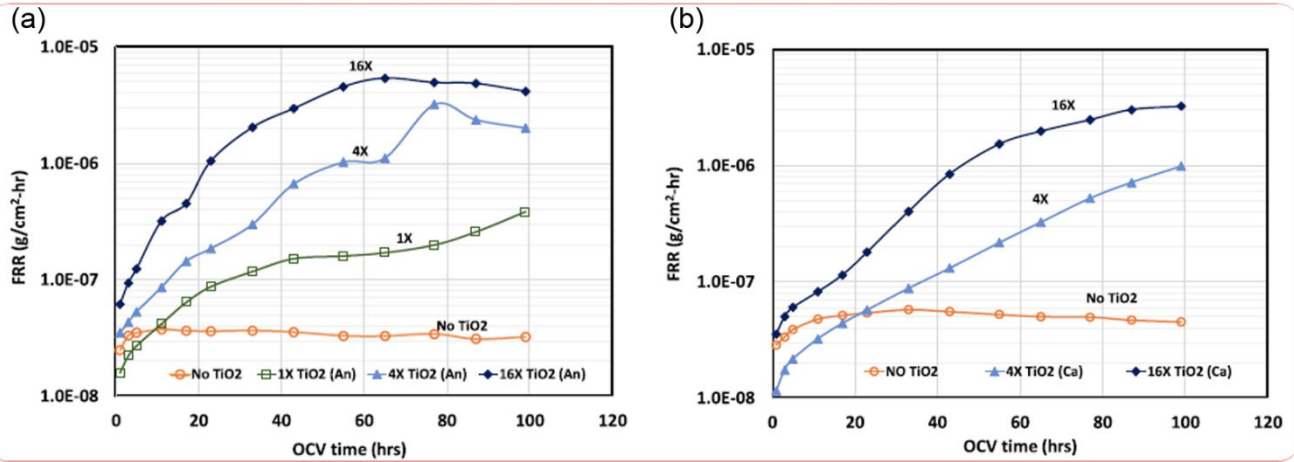 (a)
1.0E-05
1.0E-06
1.0E-07
1.0E-08
FRR (g/cm²-hr)
16X
4X
1X
No TiO2
No TiO2 1X TiO2 (An) 4X TiO2 (An) 16X TiO2 (An)
0 20 40 60 80 100 120
OCV time (hrs)
(b)
1.0E-05
1.0E-06
1.0E-07
1.0E-08
FRR (g/cm²-hr)
16X
4X
No TiO2
NO TiO2 4X TiO2 (Ca) 16X TiO2 (Ca)
0 20 40 60 80 100 120
OCV time (hrs)